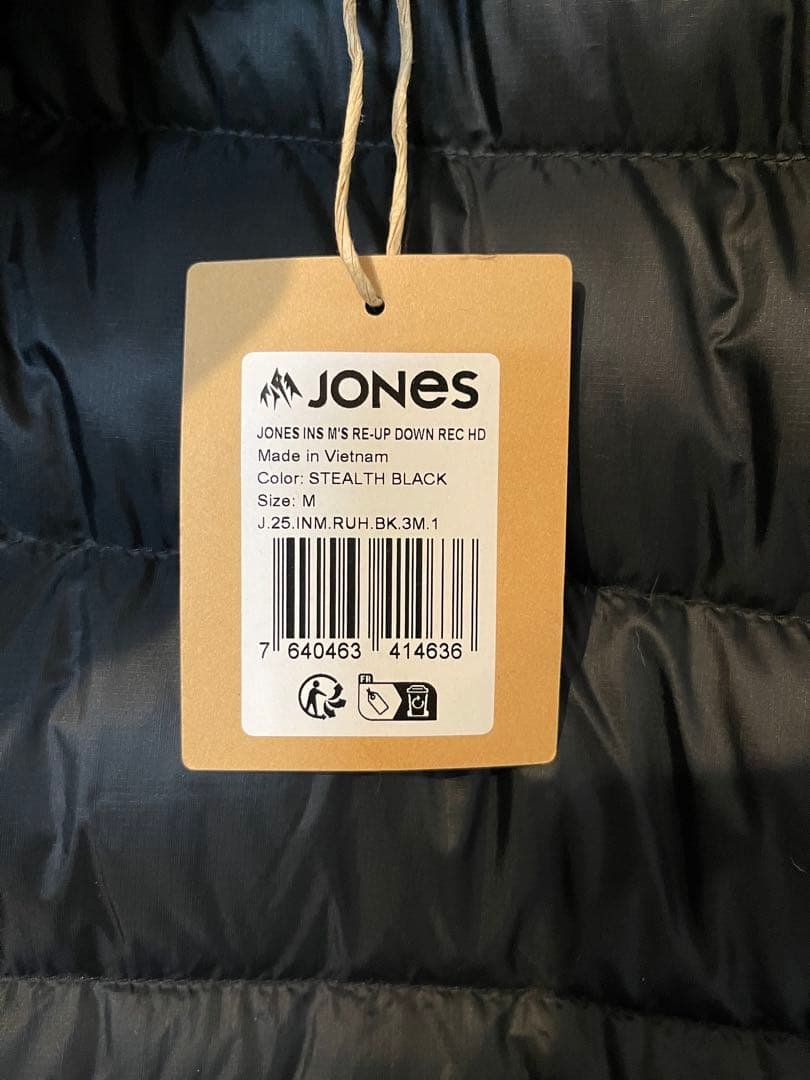 JONES
JONES INS M'S RE-UP DOWN REC HD
Made in Vietnam
Color: STEALTH BLACK
Size: M
J.25.INM.RUH.BK.3M.1
7 640463 414636
FR